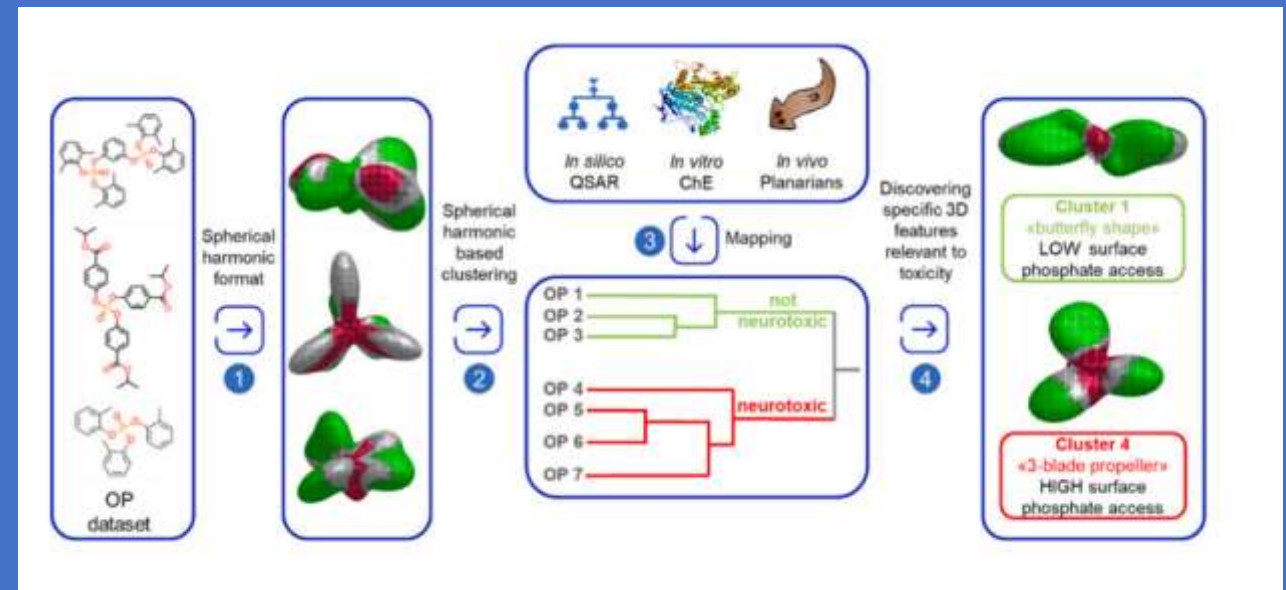 OP
dataset
Spherical
harmonic
format
1
Spherical
harmonic
based
clustering
2
In silico
QSAR
In vitro
ChE
In vivo
Planarians
3
Mapping
OP 1
OP 2
OP 3
OP 4
OP 5
OP 6
OP 7
not
neurotoxic
neurotoxic
Discovering
specific 3D
features
relevant to
toxicity
4
Cluster 1
«butterfly shape»
LOW surface
phosphate access
Cluster 4
«3-blade propeller»
HIGH surface
phosphate access